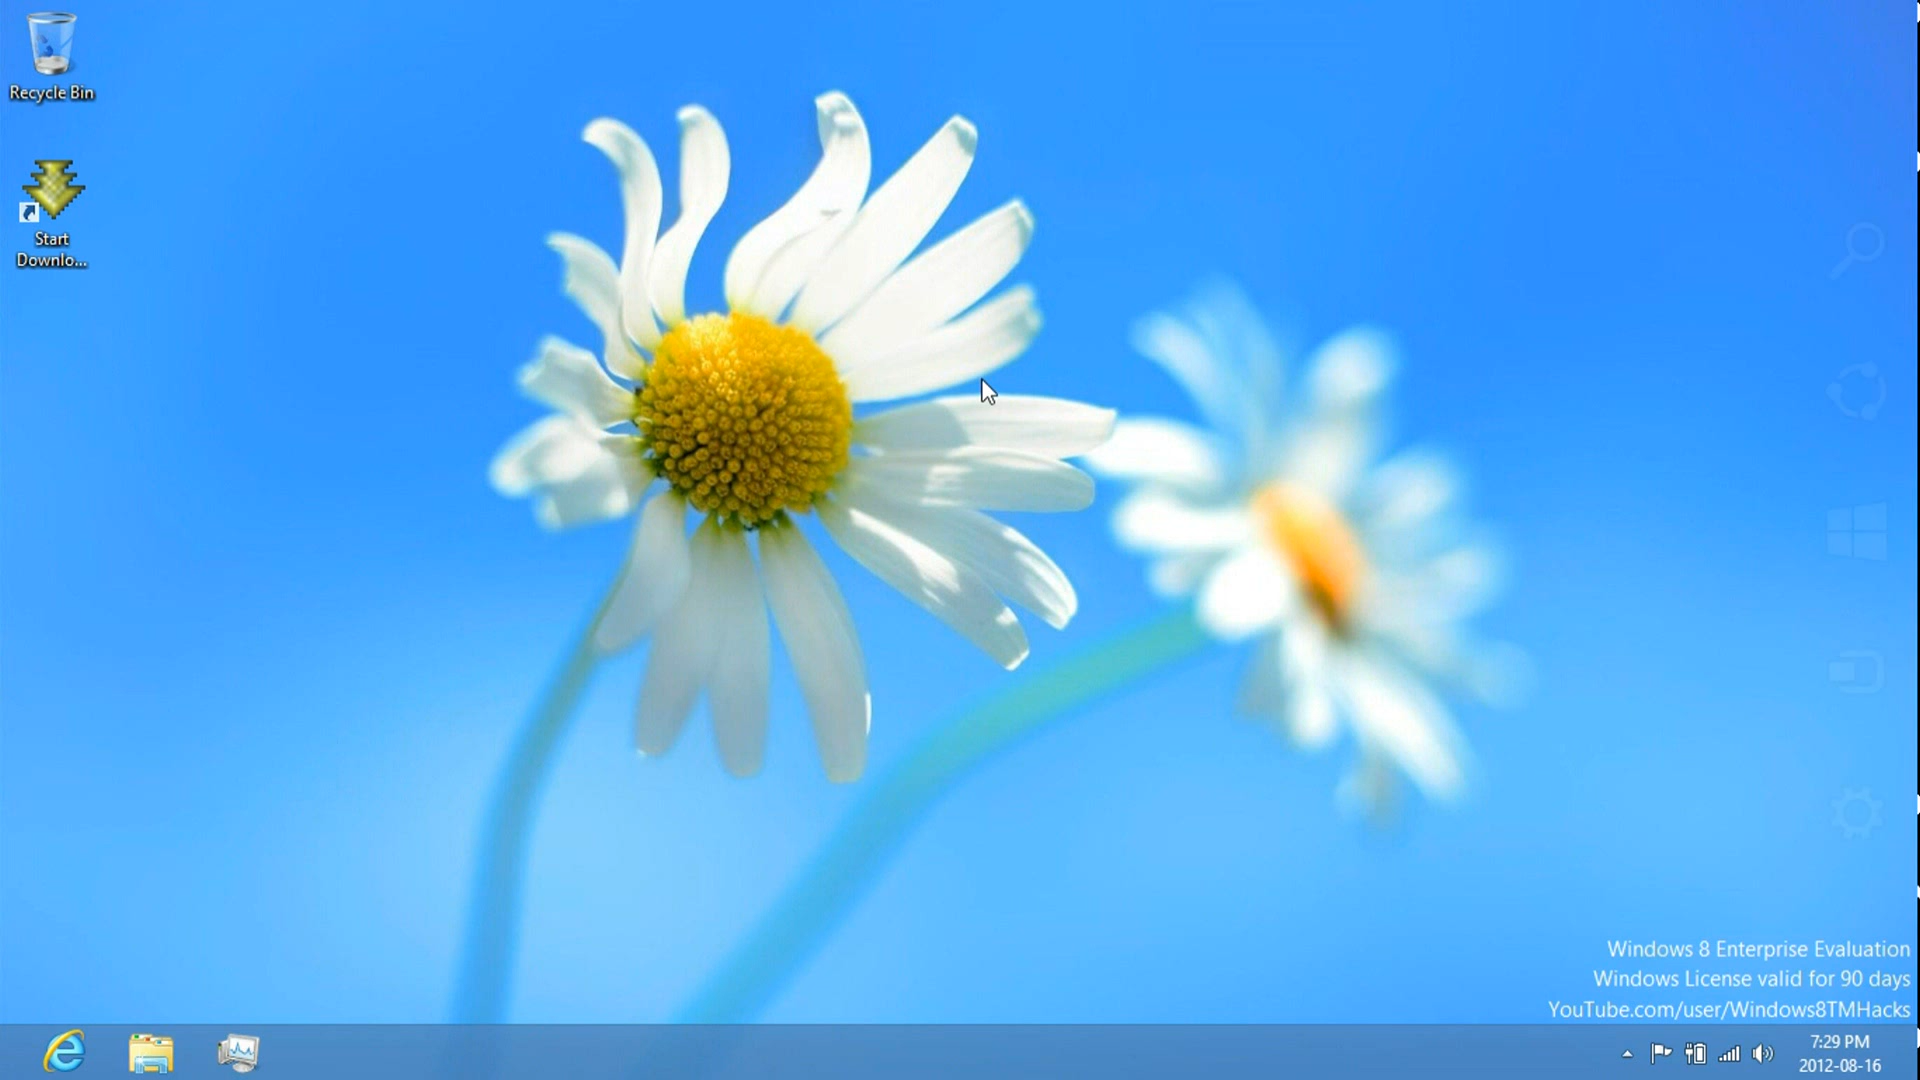 Recycle Bin
Start
Downlo...
Windows 8 Enterprise Evaluation
Windows License valid for 90 days
YouTube.com/user/Windows8TMHacks
7:29 PM
2012-08-16